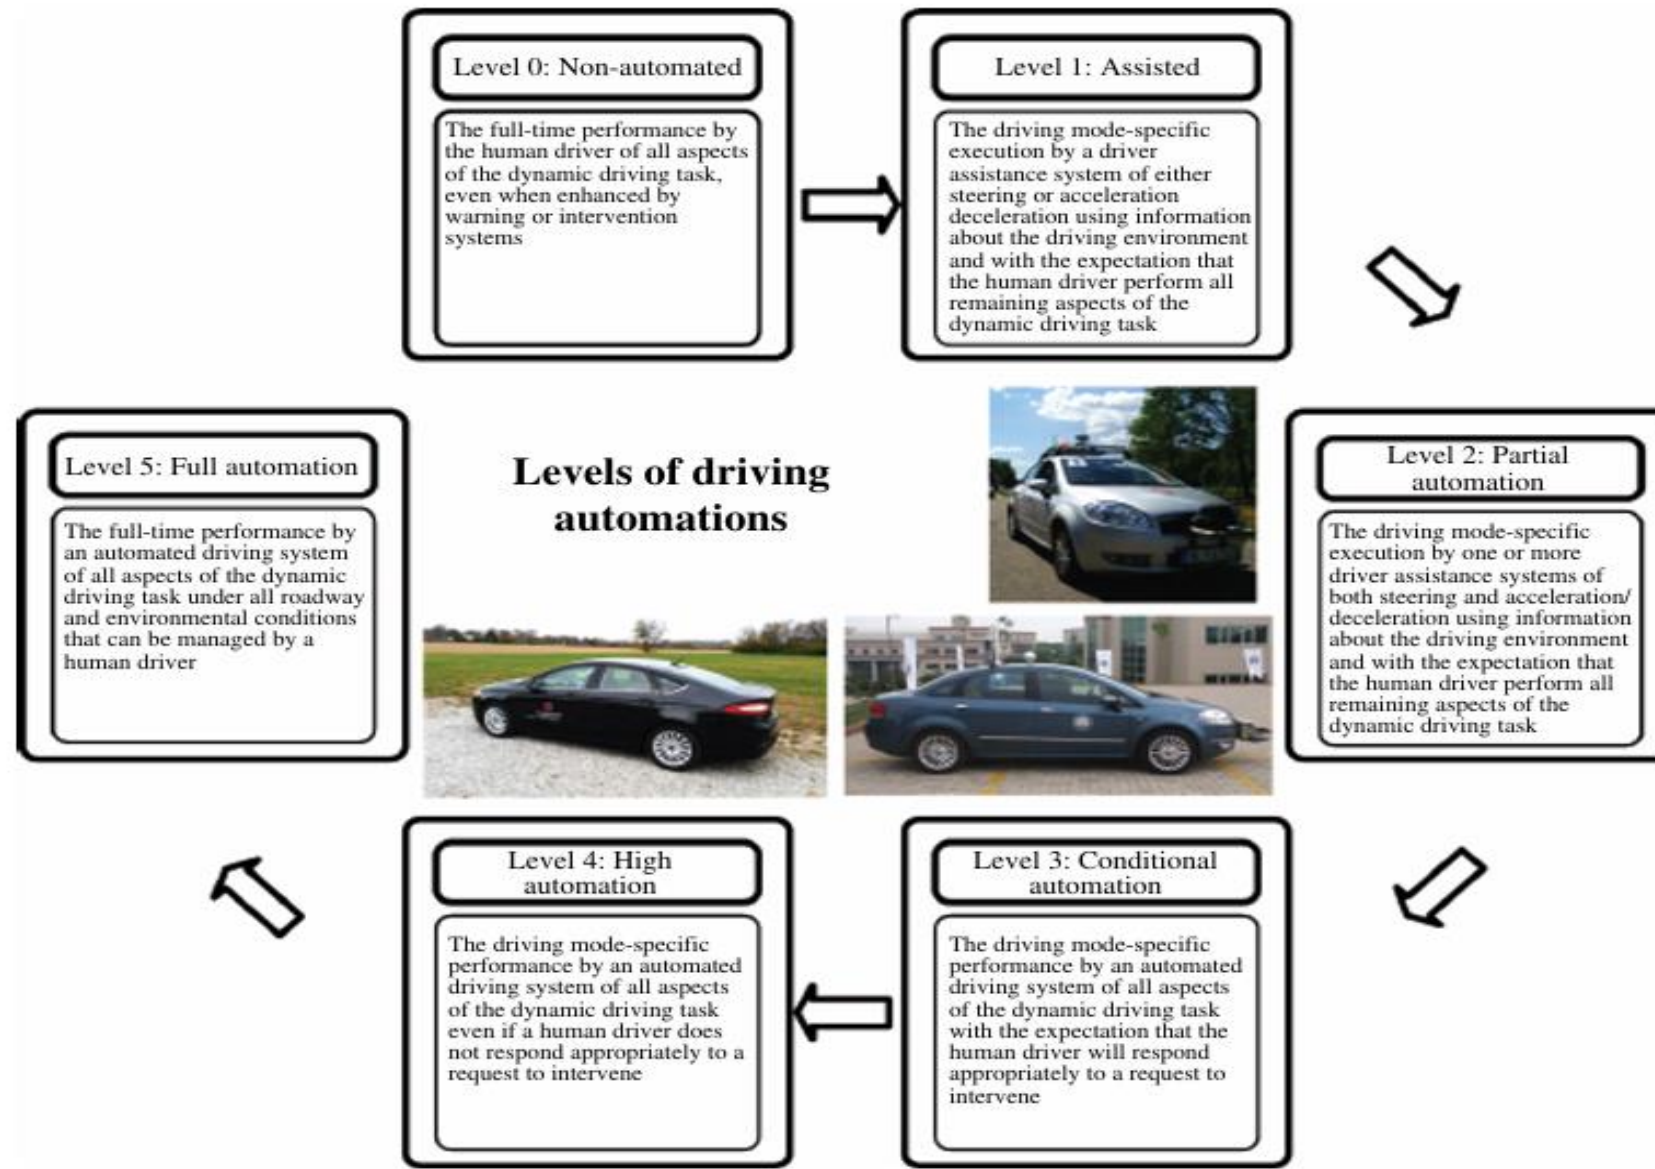 Level 0: Non-automated
The full-time performance by
the human driver of all aspects
of the dynamic driving task,
even when enhanced by
warning or intervention
systems
Level 1: Assisted
The driving mode-specific
execution by a driver
assistance system of either
steering or acceleration
deceleration using information
about the driving environment
and with the expectation that
the human driver perform all
remaining aspects of the
dynamic driving task
Level 2: Partial
automation
The driving mode-specific
execution by one or more
driver assistance systems of
both steering and acceleration/
deceleration using information
about the driving environment
and with the expectation that
the human driver perform all
remaining aspects of the
dynamic driving task
Level 3: Conditional
automation
The driving mode-specific
performance by an automated
driving system of all aspects
of the dynamic driving task
with the expectation that the
human driver will respond
appropriately to a request to
intervene
Level 4: High
automation
The driving mode-specific
performance by an automated
driving system of all aspects
of the dynamic driving task
even if a human driver does
not respond appropriately to a
request to intervene
Level 5: Full automation
The full-time performance by
an automated driving system
of all aspects of the dynamic
driving task under all roadway
and environmental conditions
that can be managed by a
human driver
Levels of driving
automations